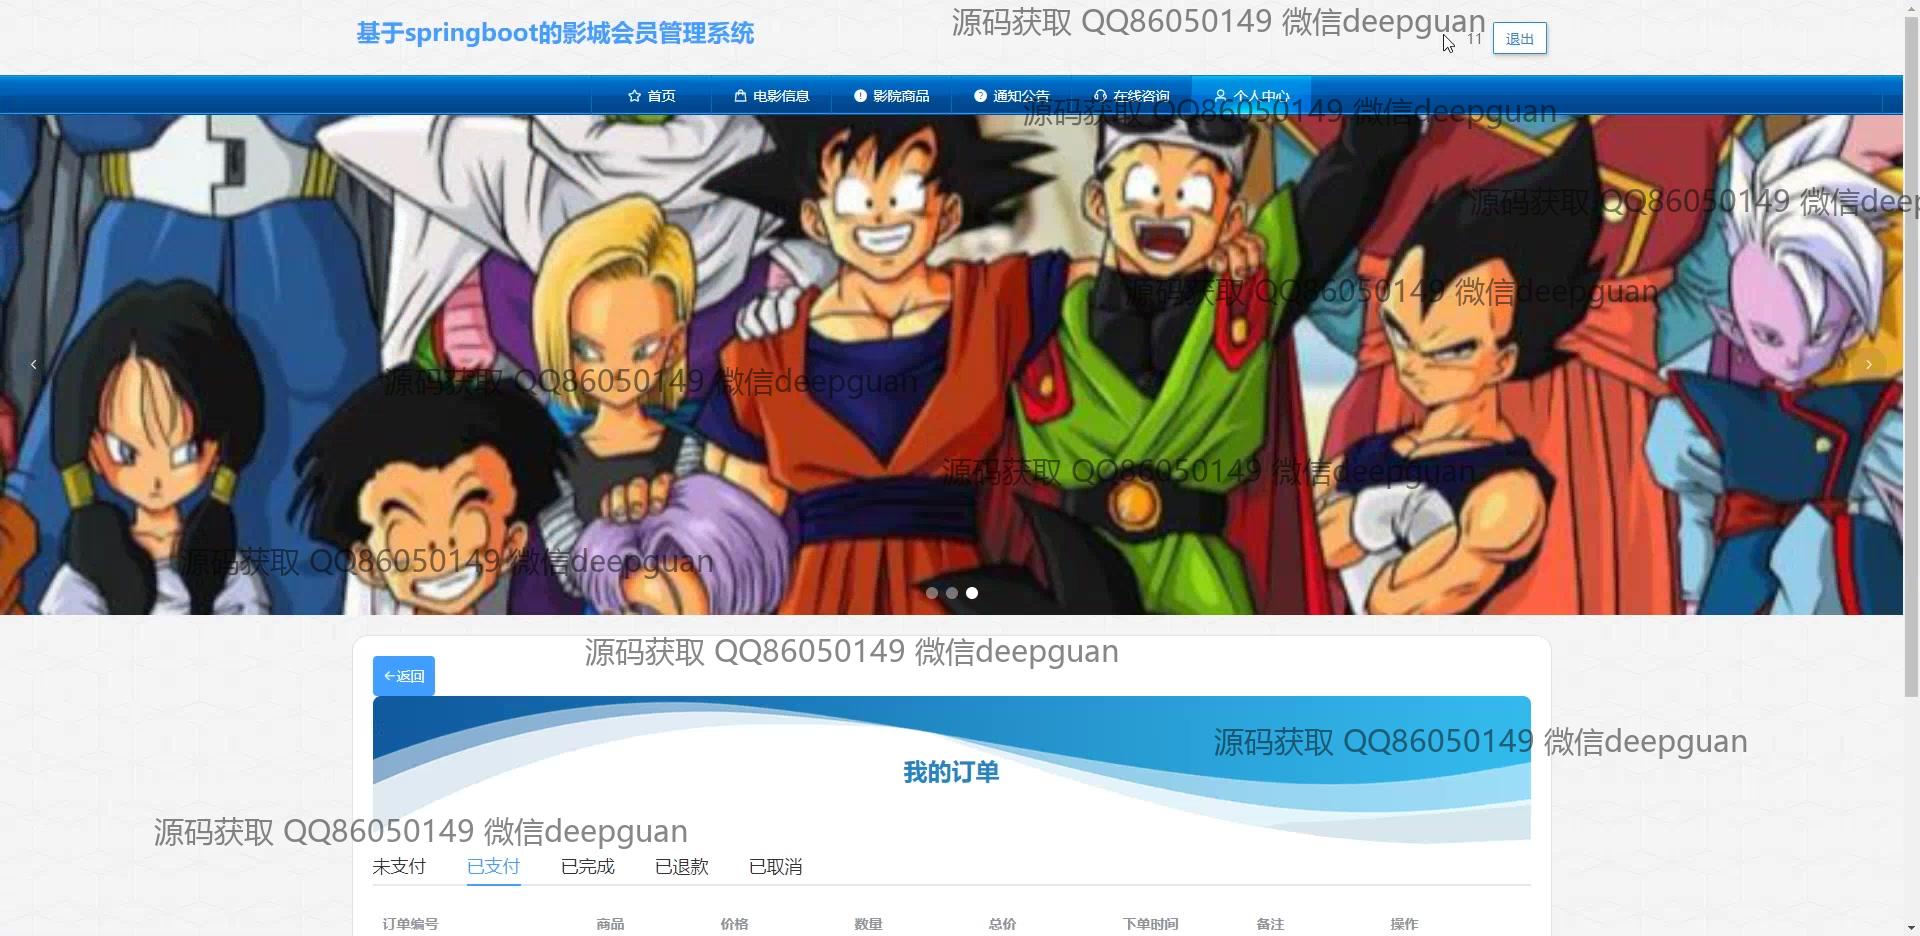 基于springboot的影城会员管理系统
源码获取 QQ86050149 微信deepguan
11
退出
首页
电影信息
影院商品
通知公告
在线咨询
个人中心
源码获取 QQ86050149 微信deepguan
源码获取 QQ86050149 微信deep
源码获取 QQ86050149 微信deepguan
源码获取 QQ86050149 微信deepguan
源码获取 QQ86050149 微信deepguan
源码获取 QQ86050149 微信deepguan
源码获取 QQ86050149 微信deepguan
←返回
源码获取 QQ86050149 微信deepguan
我的订单
源码获取 QQ86050149 微信deepguan
未支付 已支付 已完成 已退款 已取消
订单编号 商品 价格 数量 总价 下单时间 备注 操作